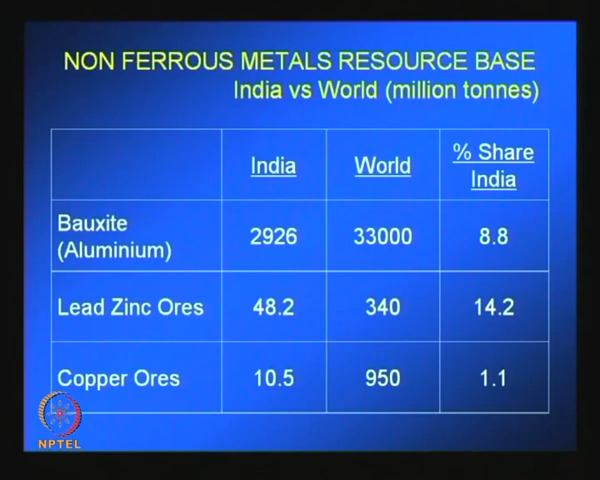 NON FERROUS METALS RESOURCE BASE
India vs World (million tonnes)
India World % Share India
Bauxite (Aluminium) 2926 33000 8.8
Lead Zinc Ores 48.2 340 14.2
Copper Ores 10.5 950 1.1
NPTEL